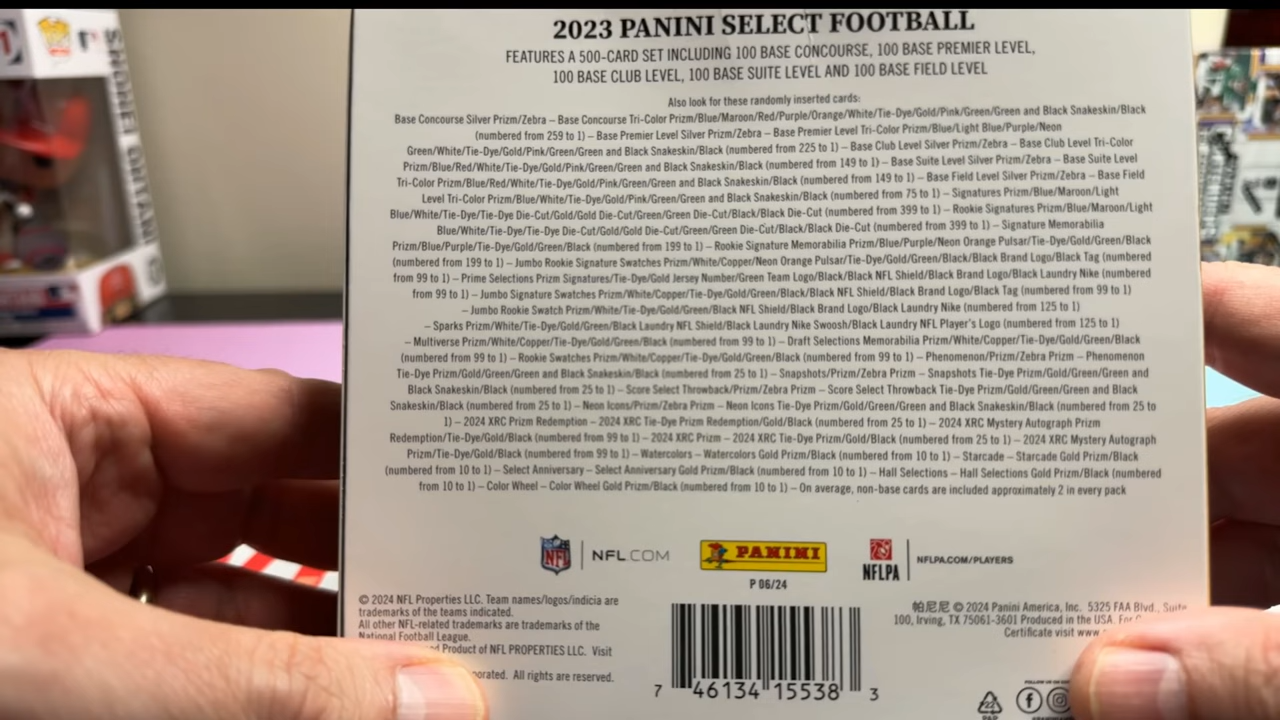 2023 PANINI SELECT FOOTBALL
FEATURES A 500-CARD SET INCLUDING 100 BASE CONCOURSE, 100 BASE PREMIER LEVEL,
100 BASE CLUB LEVEL, 100 BASE SUITE LEVEL AND 100 BASE FIELD LEVEL
Also look for these randomly inserted cards:
Base Concourse Silver Prizm/Zebra – Base Concourse Tri-Color Prizm/Blue/Maroon/Red/Purple/Orange/White/Tie-Dye/Gold/Pink/Green/Green and Black Snakeskin/Black
(numbered from 259 to 1) – Base Premier Level Silver Prizm/Zebra – Base Premier Level Tri-Color Prizm/Blue/Light Blue/Purple/Neon
Green/White/Tie-Dye/Gold/Pink/Green/Green and Black Snakeskin/Black (numbered from 225 to 1) – Base Club Level Silver Prizm/Zebra – Base Club Level Tri-Color
Prizm/Blue/Red/White/Tie-Dye/Gold/Pink/Green/Green and Black Snakeskin/Black (numbered from 149 to 1) – Base Suite Level Silver Prizm/Zebra – Base Suite Level
Tri-Color Prizm/Blue/Red/White/Tie-Dye/Gold/Pink/Green/Green and Black Snakeskin/Black (numbered from 149 to 1) – Base Field Level Silver Prizm/Zebra – Base Field
Level Tri-Color Prizm/Blue/White/Tie-Dye/Gold/Pink/Green/Green and Black Snakeskin/Black (numbered from 75 to 1) – Signatures Prizm/Blue/Maroon/Light
Blue/White/Tie-Dye/Tie-Dye Die-Cut/Gold/Gold Die-Cut/Green/Green Die-Cut/Black/Black Die-Cut (numbered from 399 to 1) – Rookie Signatures Prizm/Blue/Maroon/Light
Blue/White/Tie-Dye/Tie-Dye Die-Cut/Gold/Gold Die-Cut/Green/Green Die-Cut/Black/Black Die-Cut (numbered from 399 to 1) – Signature Memorabilia
Prizm/Blue/Purple/Tie-Dye/Gold/Green/Black (numbered from 199 to 1) – Rookie Signature Memorabilia Prizm/Blue/Purple/Neon Orange Pulsar/Tie-Dye/Gold/Green/Black
(numbered from 199 to 1) – Jumbo Rookie Signature Swatches Prizm/White/Copper/Neon Orange Pulsar/Tie-Dye/Gold/Green/Black/Black Brand Logo/Black Tag (numbered
from 99 to 1) – Prime Selections Prizm Signatures/Tie-Dye/Gold Jersey Number/Green Team Logo/Black/Black NFL Shield/Black Brand Logo/Black Laundry Nike (numbered
from 99 to 1) – Jumbo Signature Swatches Prizm/White/Copper/Tie-Dye/Gold/Green/Black/Black NFL Shield/Black Brand Logo/Black Tag (numbered from 99 to 1)
– Jumbo Rookie Swatch Prizm/White/Tie-Dye/Gold/Green/Black NFL Shield/Black Brand Logo/Black Laundry Nike (numbered from 125 to 1)
– Sparks Prizm/White/Tie-Dye/Gold/Green/Black Laundry NFL Shield/Black Laundry Nike Swoosh/Black Laundry NFL Player's Logo (numbered from 125 to 1)
– Multiverse Prizm/White/Copper/Tie-Dye/Gold/Green/Black (numbered from 99 to 1) – Draft Selections Memorabilia Prizm/White/Copper/Tie-Dye/Gold/Green/Black
(numbered from 99 to 1) – Rookie Swatches Prizm/White/Copper/Tie-Dye/Gold/Green/Black (numbered from 99 to 1) – Phenomenon/Prizm/Zebra Prizm – Phenomenon
Tie-Dye Prizm/Gold/Green/Green and Black Snakeskin/Black (numbered from 25 to 1) – Snapshots/Prizm/Zebra Prizm – Snapshots Tie-Dye Prizm/Gold/Green/Green and
Black Snakeskin/Black (numbered from 25 to 1) – Score Select Throwback/Prizm/Zebra Prizm – Score Select Throwback Tie-Dye Prizm/Gold/Green/Green and Black
Snakeskin/Black (numbered from 25 to 1) – Neon Icons/Prizm/Zebra Prizm – Neon Icons Tie-Dye Prizm/Gold/Green/Green and Black Snakeskin/Black (numbered from 25 to
1) – 2024 XRC Prizm Redemption – 2024 XRC Tie-Dye Prizm Redemption/Gold/Black (numbered from 25 to 1) – 2024 XRC Mystery Autograph Prizm
Redemption/Tie-Dye/Gold/Black (numbered from 99 to 1) – 2024 XRC Prizm – 2024 XRC Tie-Dye Prizm/Gold/Black (numbered from 25 to 1) – 2024 XRC Mystery Autograph
Prizm/Tie-Dye/Gold/Black (numbered from 99 to 1) – Watercolors – Watercolors Gold Prizm/Black (numbered from 10 to 1) – Starcade – Starcade Gold Prizm/Black
(numbered from 10 to 1) – Select Anniversary – Select Anniversary Gold Prizm/Black (numbered from 10 to 1) – Hall Selections – Hall Selections Gold Prizm/Black (numbered
from 10 to 1) – Color Wheel – Color Wheel Gold Prizm/Black (numbered from 10 to 1) – On average, non-base cards are included approximately 2 in every pack
NFL
NFL.COM
PANINI
NFLPA
NFLPA.COM/PLAYERS
P 06/24
© 2024 NFL Properties LLC. Team names/logos/indicia are
trademarks of the teams indicated.
All other NFL-related trademarks are trademarks of the
National Football League.
Product of NFL PROPERTIES LLC. Visit
All rights are reserved.
7 46134 15538 3
帕尼尼 © 2024 Panini America, Inc. 5325 FAA Blvd., Suite
100, Irving, TX 75061-3601 Produced in the USA. For
Certificate visit www
22
PAP